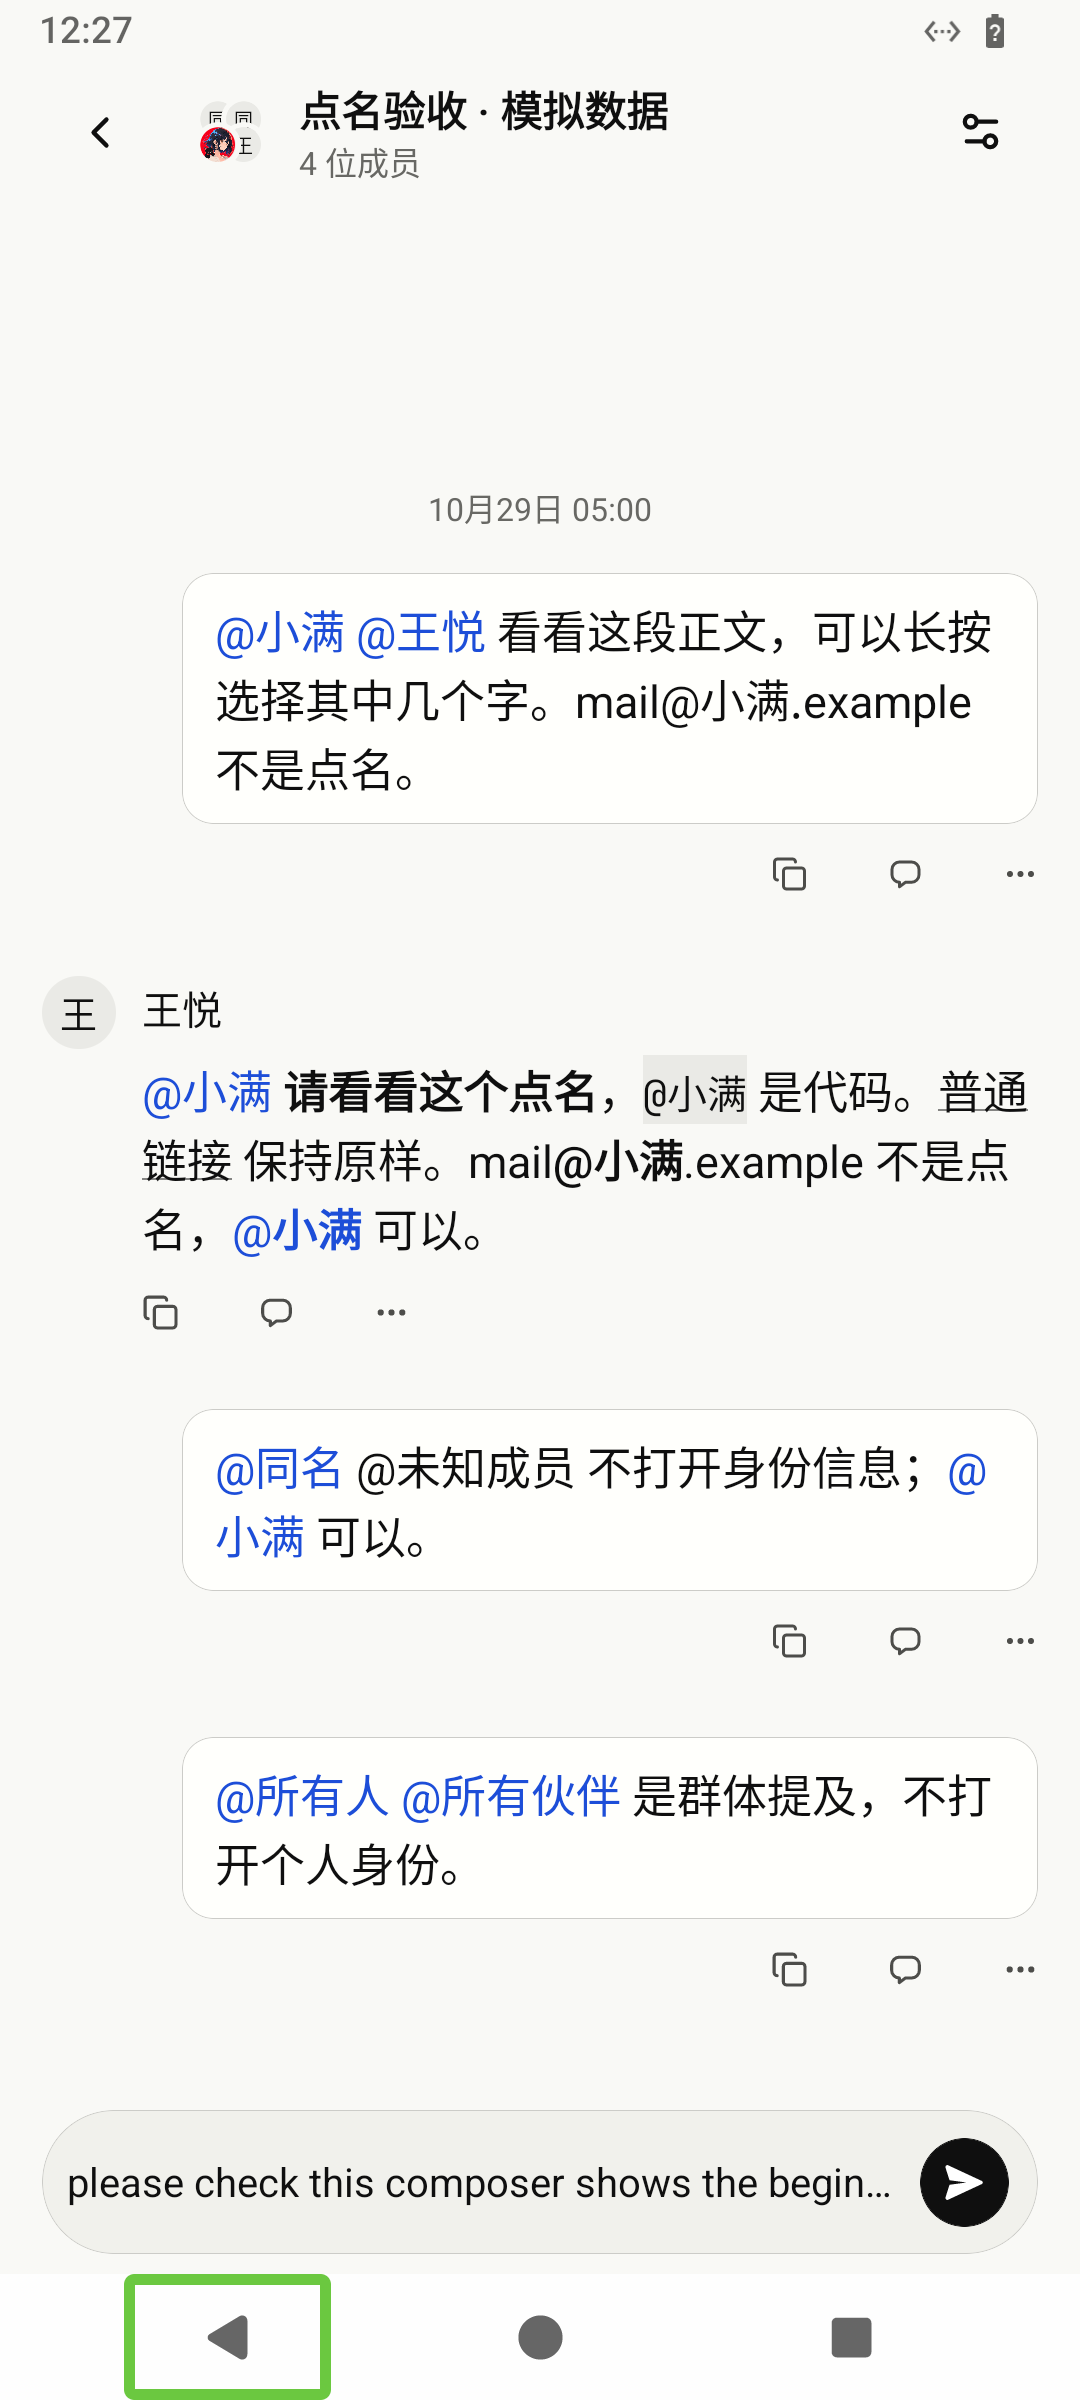 12:27
点名验收 · 模拟数据
4 位成员
10月29日 05:00
@小满 @王悦 看看这段正文，可以长按
选择其中几个字。mail@小满.example
不是点名。
王
王悦
@小满 请看看这个点名，@小满 是代码。普通
链接 保持原样。mail@小满.example 不是点
名，@小满 可以。
@同名 @未知成员 不打开身份信息；@
小满 可以。
@所有人 @所有伙伴 是群体提及，不打
开个人身份。
please check this composer shows the begin…